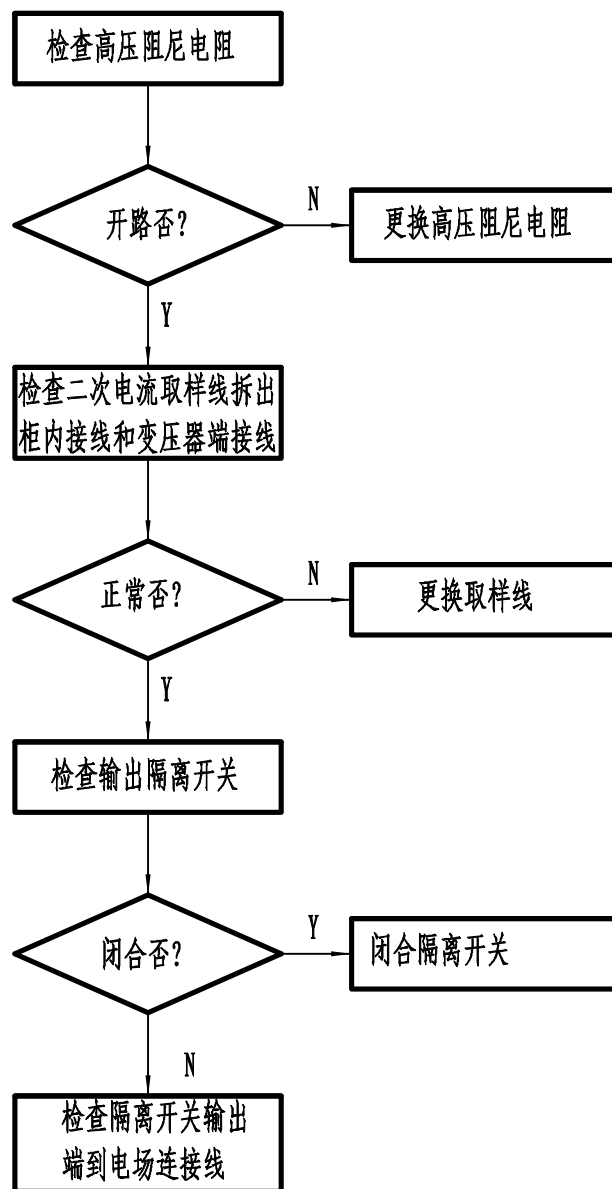 检查高压阻尼电阻
开路否?
N
更换高压阻尼电阻
Y
检查二次电流取样线拆出
柜内接线和变压器端接线
正常否?
N
更换取样线
Y
检查输出隔离开关
闭合否?
Y
闭合隔离开关
N
检查隔离开关输出
端到电场连接线